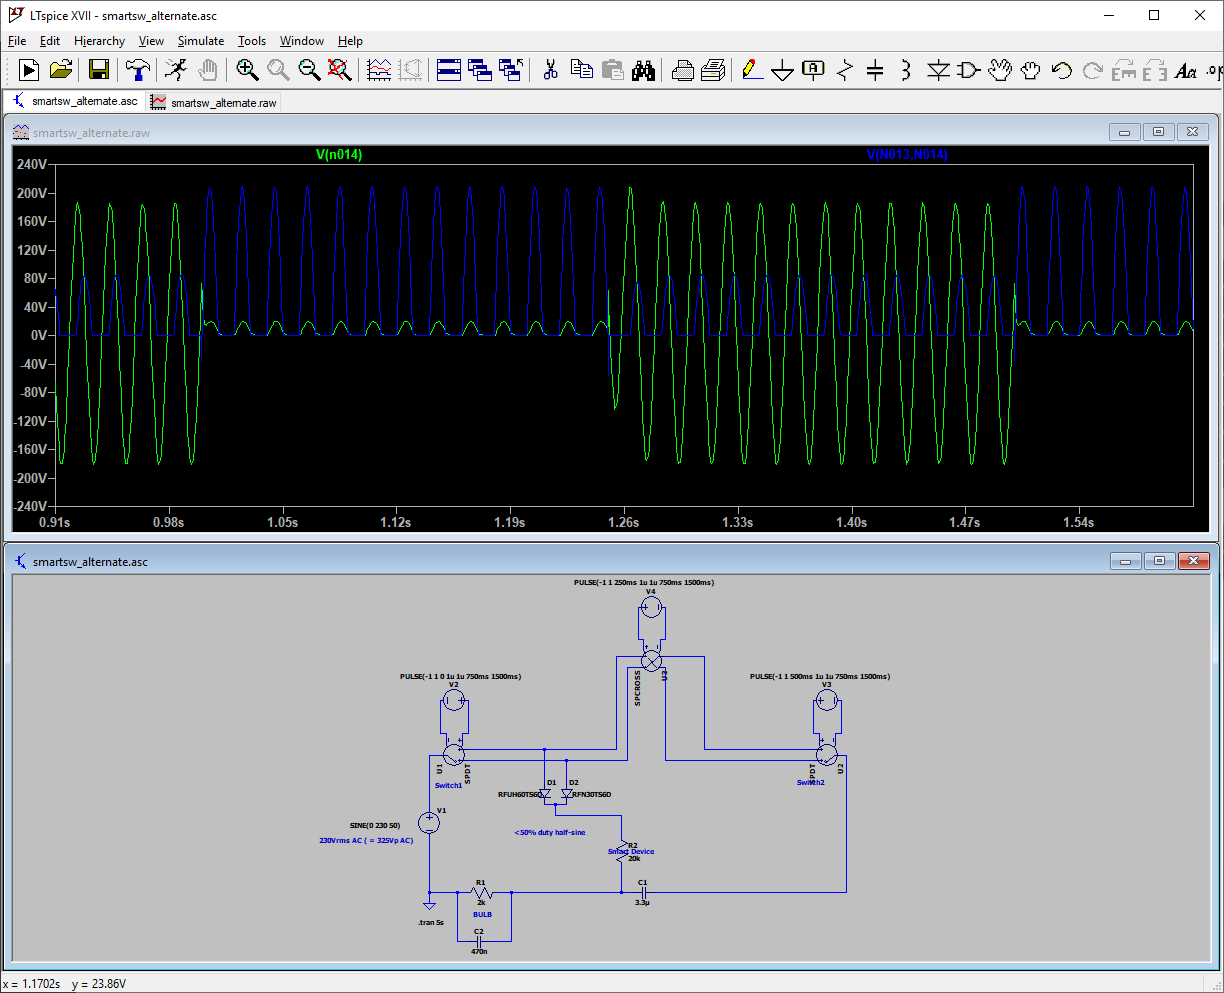 LTspice XVII - smartsw_alternate.asc
File Edit Hierarchy View Simulate Tools Window Help
smartsw_alternate.asc smartsw_alternate.raw
smartsw_alternate.raw
V(n014) V(N013,N014)
240V
200V
160V
120V
80V
40V
0V
-40V
-80V
-120V
-160V
-200V
-240V
0.91s 0.98s 1.05s 1.12s 1.19s 1.26s 1.33s 1.40s 1.47s 1.54s
smartsw_alternate.asc
PULSE(-1 1 250ms 1u 1u 750ms 1500ms)
V4
U3
SPCROSS
PULSE(-1 1 0 1u 1u 750ms 1500ms)
V2
PULSE(-1 1 500ms 1u 1u 750ms 1500ms)
V3
U1
SPDT
Switch1
SPDT
U2
Switch2
D1 D2
RFUH60TS6D RFN30TS6D
V1
SINE(0 230 50)
230Vrms AC ( = 325Vp AC)
<50% duty half-sine
R2
Smart Device
20k
R1
2k
BULB
C1
3.3µ
.tran 5s
C2
470n
x = 1.1702s y = 23.86V